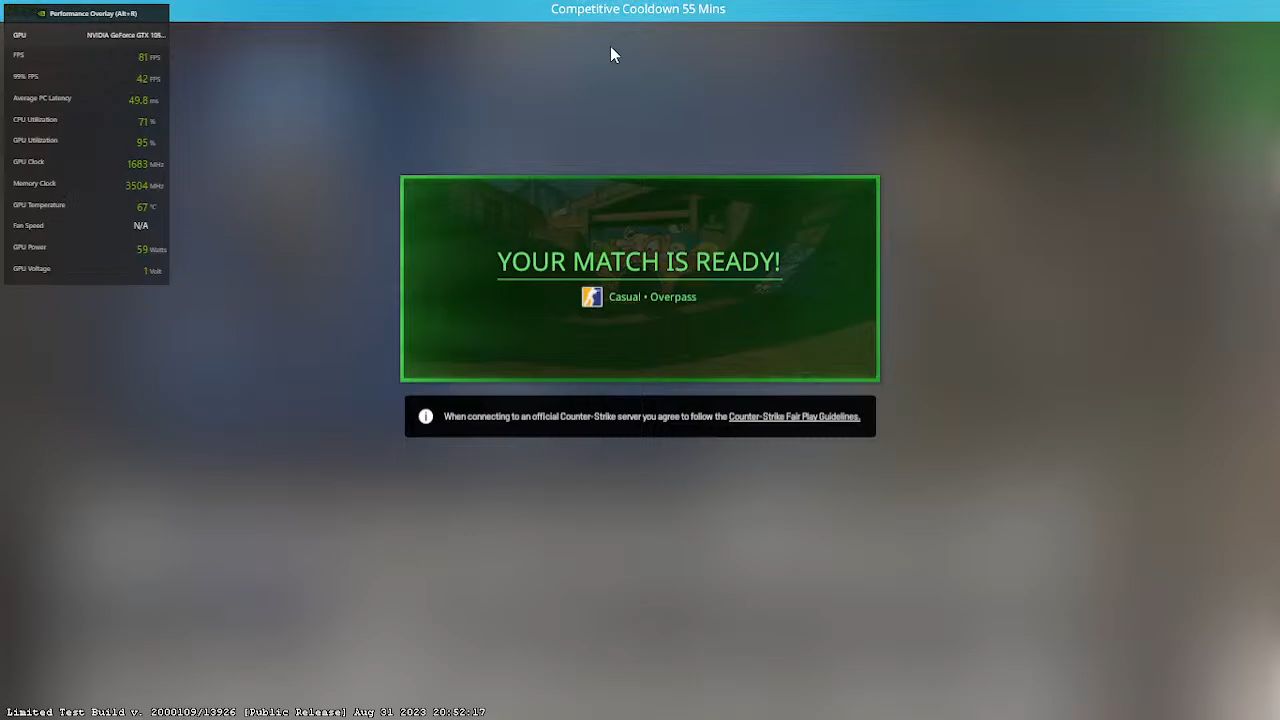 Competitive Cooldown 55 Mins
Performance Overlay (Alt+R)
GPU NVIDIA GeForce GTX 105...
FPS 81 FPS
99% FPS 42 FPS
Average PC Latency 49.8 ms
CPU Utilization 71 %
GPU Utilization 95 %
GPU Clock 1683 MHz
Memory Clock 3504 MHz
GPU Temperature 67 °C
Fan Speed N/A
GPU Power 59 Watts
GPU Voltage 1 Volt
YOUR MATCH IS READY!
Casual • Overpass
When connecting to an official Counter-Strike server you agree to follow the Counter-Strike Fair Play Guidelines.
Limited Test Build v. 2000109/13926 [Public Release] Aug 31 2023 20:52:17